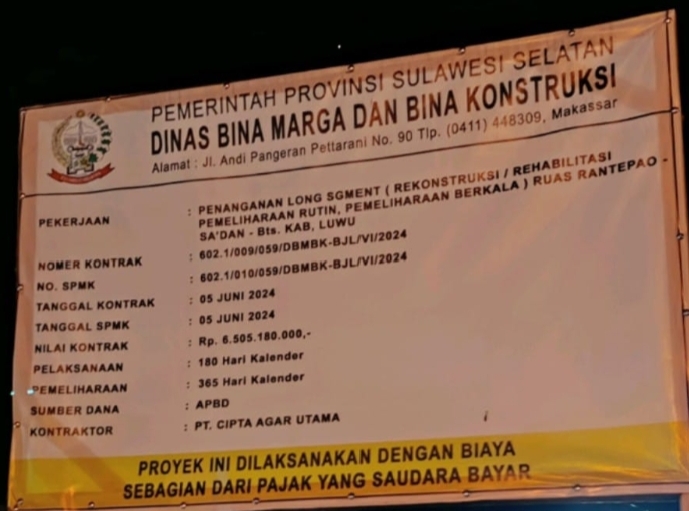 PEMERINTAH PROVINSI SULAWESI SELATAN
DINAS BINA MARGA DAN BINA KONSTRUKSI
Alamat : Jl. Andi Pangeran Pettarani No. 90 Tlp. (0411) 448309, Makassar
PEKERJAAN : PENANGANAN LONG SGMENT ( REKONSTRUKSI / REHABILITASI
PEMELIHARAAN RUTIN, PEMELIHARAAN BERKALA ) RUAS RANTEPAO -
SA'DAN - Bts. KAB, LUWU
NOMER KONTRAK : 602.1/009/059/DBMBK-BJL/VI/2024
NO. SPMK : 602.1/010/059/DBMBK-BJL/VI/2024
TANGGAL KONTRAK : 05 JUNI 2024
TANGGAL SPMK : 05 JUNI 2024
NILAI KONTRAK : Rp. 6.505.180.000,-
PELAKSANAAN : 180 Hari Kalender
PEMELIHARAAN : 365 Hari Kalender
SUMBER DANA : APBD
KONTRAKTOR : PT. CIPTA AGAR UTAMA
PROYEK INI DILAKSANAKAN DENGAN BIAYA
SEBAGIAN DARI PAJAK YANG SAUDARA BAYAR